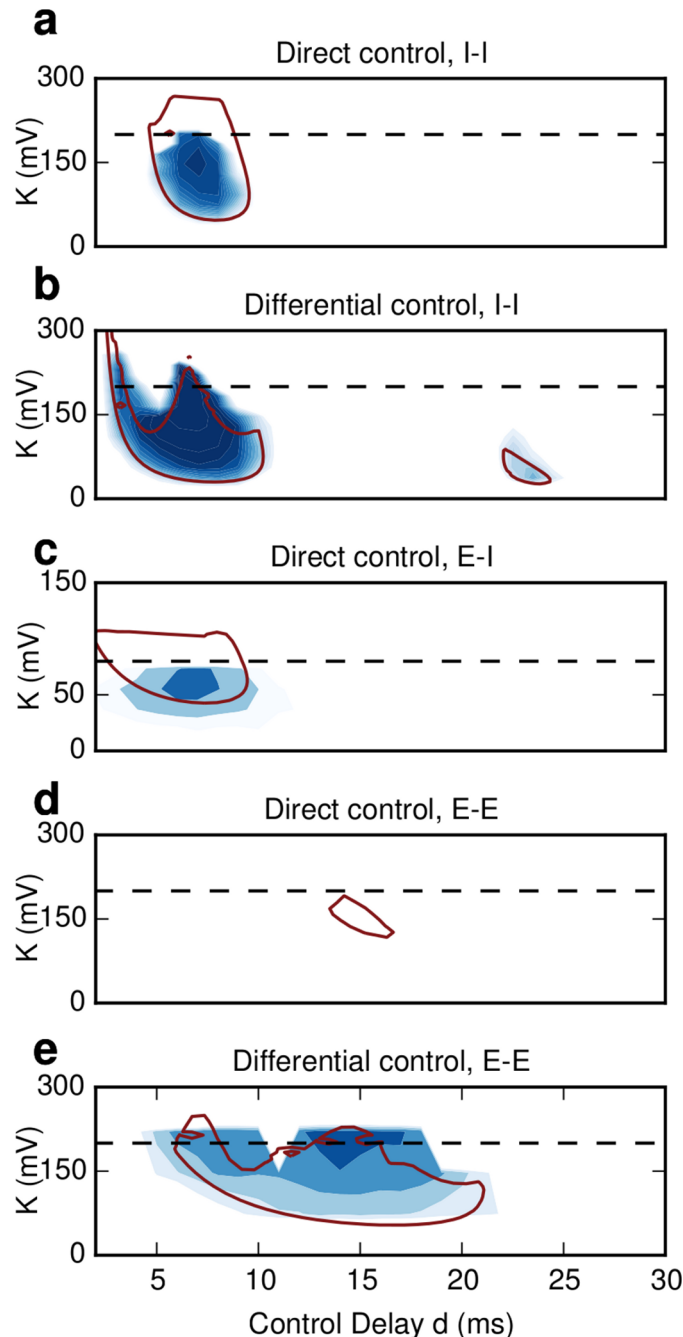 a
Direct control, I-I
300
150
0
K (mV)
b
Differential control, I-I
300
150
0
K (mV)
c
Direct control, E-I
150
50
0
K (mV)
d
Direct control, E-E
300
150
0
K (mV)
e
Differential control, E-E
300
150
0
K (mV)
5 10 15 20 25 30
Control Delay d (ms)